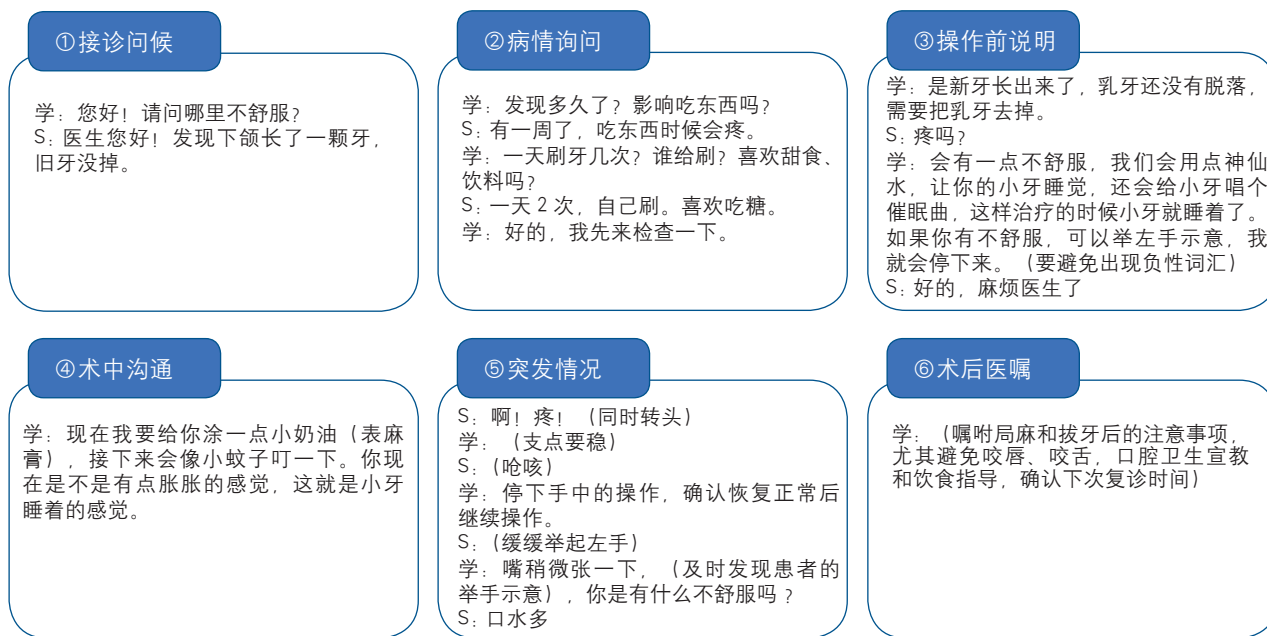 ①接诊问候
学：您好！请问哪里不舒服？
S：医生您好！发现下颌长了一颗牙，
旧牙没掉。
②病情询问
学：发现多久了？影响吃东西吗？
S：有一周了，吃东西时候会疼。
学：一天刷牙几次？谁给刷？喜欢甜食、
饮料吗？
S：一天 2 次，自己刷。喜欢吃糖。
学：好的，我先来检查一下。
③操作前说明
学：是新牙长出来了，乳牙还没有脱落，
需要把乳牙去掉。
S：疼吗？
学：会有一点不舒服，我们会用点神仙
水，让你的小牙睡觉，还会给小牙唱个
催眠曲，这样治疗的时候小牙就睡着了。
如果你有不舒服，可以举左手示意，我
就会停下来。（要避免出现负性词汇）
S：好的，麻烦医生了
④术中沟通
学：现在我要给你涂一点小奶油（表麻
膏），接下来会像小蚊子叮一下。你现
在是不是有点胀胀的感觉，这就是小牙
睡着的感觉。
⑤突发情况
S：啊！疼！（同时转头）
学：（支点要稳）
S：（呛咳）
学：停下手中的操作，确认恢复正常后
继续操作。
S：（缓缓举起左手）
学：嘴稍微张一下，（及时发现患者的
举手示意），你是有什么不舒服吗？
S：口水多
⑥术后医嘱
学：（嘱咐局麻和拔牙后的注意事项，
尤其避免咬唇、咬舌，口腔卫生宣教
和饮食指导，确认下次复诊时间）